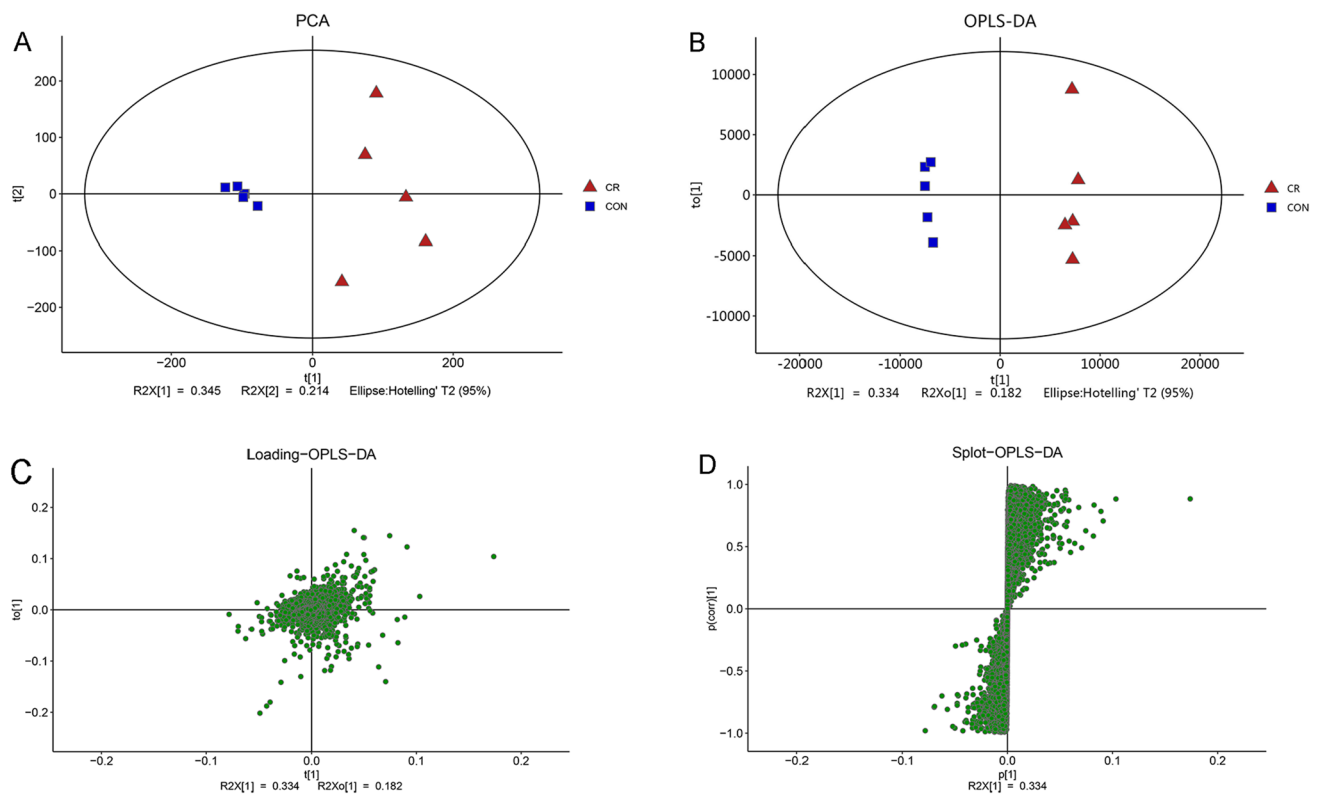 A
PCA
200
100
0
−100
−200
t[2]
−200
0
200
t[1]
R2X[1] = 0.345 R2X[2] = 0.214 Ellipse:Hotelling' T2 (95%)
CR
CON
B
OPLS-DA
10000
5000
0
-5000
-10000
to[1]
-20000
-10000
0
10000
20000
t[1]
R2X[1] = 0.334 R2Xo[1] = 0.182 Ellipse:Hotelling' T2 (95%)
CR
CON
C
Loading−OPLS−DA
0.2
0.1
0.0
−0.1
−0.2
to[1]
−0.2
−0.1
0.0
0.1
0.2
t[1]
R2X[1] = 0.334 R2Xo[1] = 0.182
D
Splot−OPLS−DA
1.0
0.5
0.0
−0.5
−1.0
p(corr)[1]
−0.2
−0.1
0.0
0.1
0.2
p[1]
R2X[1] = 0.334